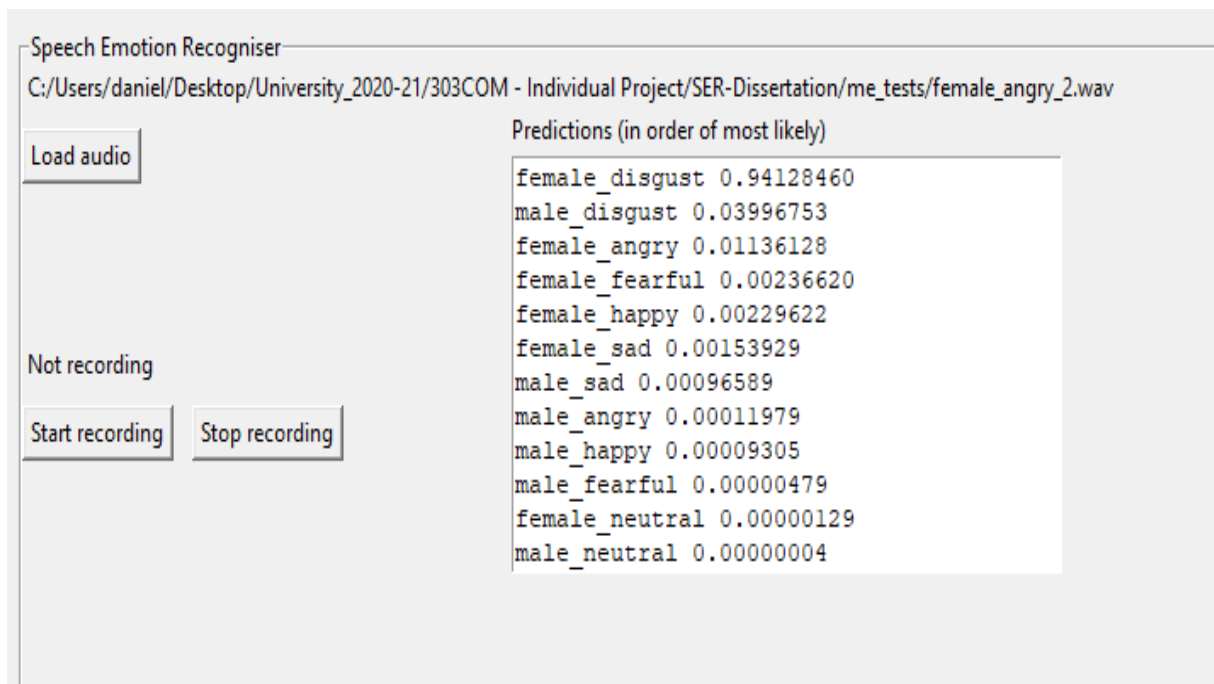 Speech Emotion Recogniser
C:/Users/daniel/Desktop/University_2020-21/303COM - Individual Project/SER-Dissertation/me_tests/female_angry_2.wav
Load audio
Predictions (in order of most likely)
female_disgust 0.94128460
male_disgust 0.03996753
female_angry 0.01136128
female_fearful 0.00236620
female_happy 0.00229622
female_sad 0.00153929
male_sad 0.00096589
male_angry 0.00011979
male_happy 0.00009305
male_fearful 0.00000479
female_neutral 0.00000129
male_neutral 0.00000004
Not recording
Start recording
Stop recording